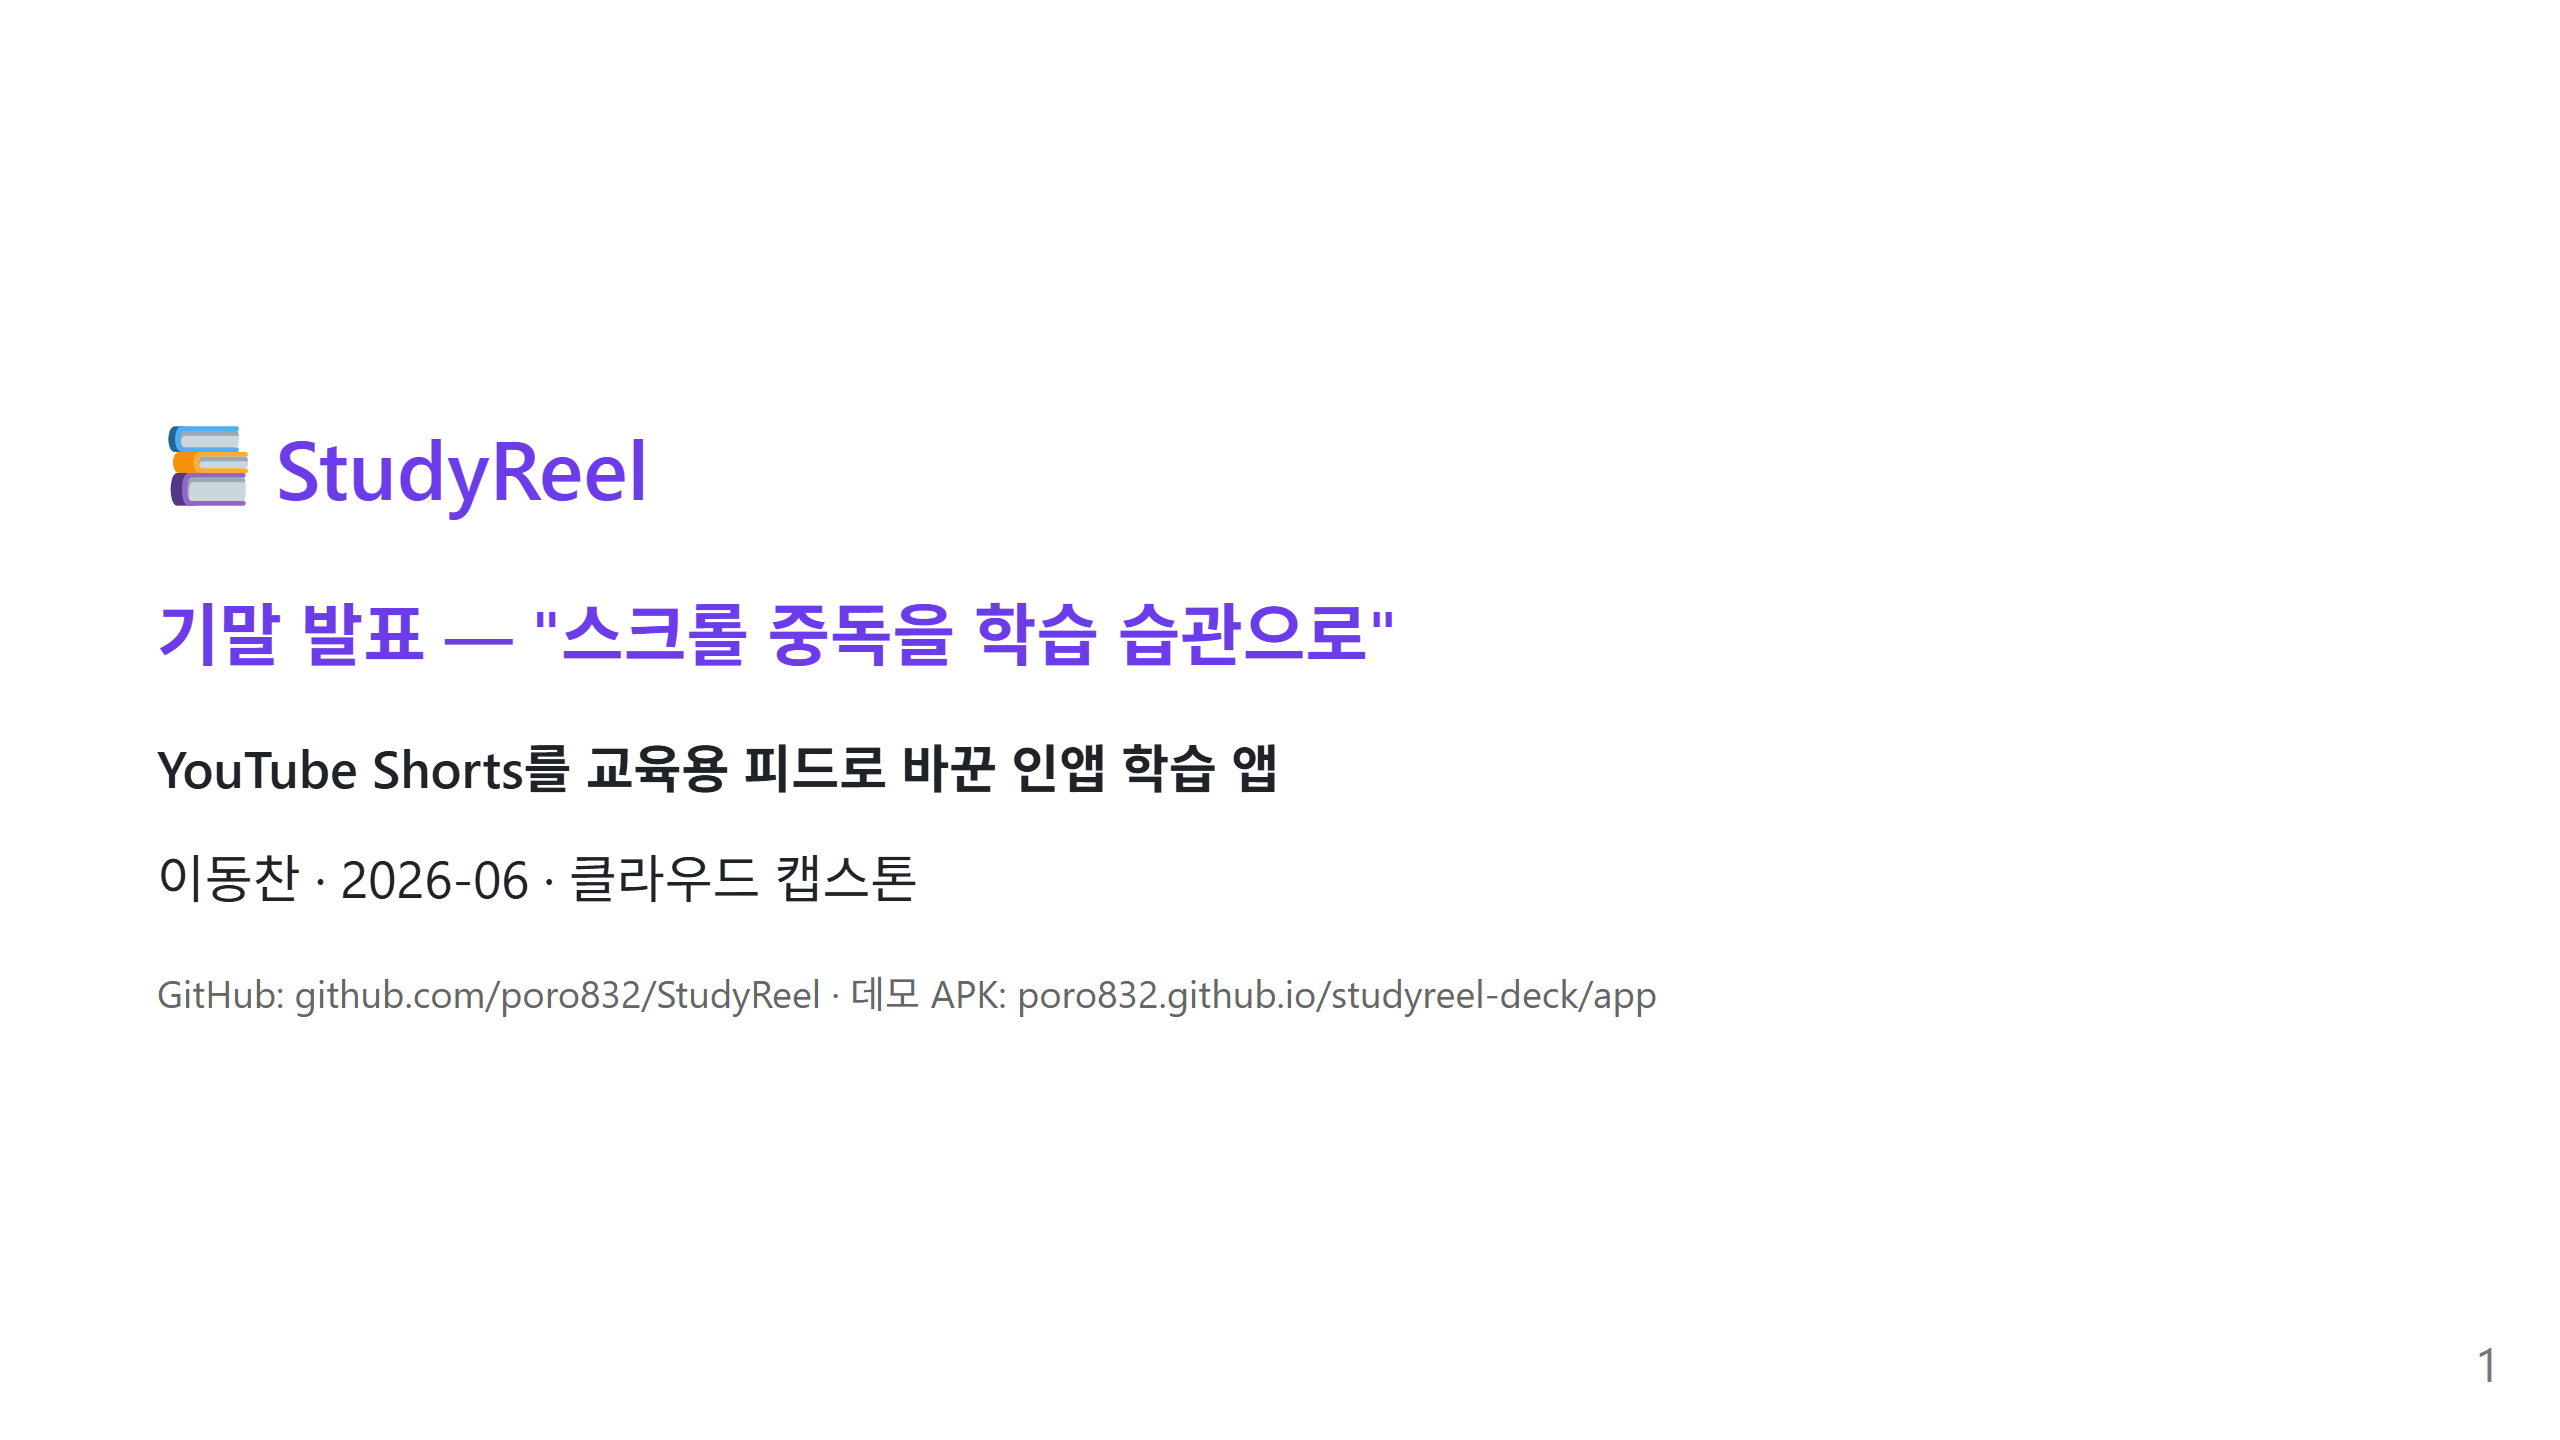 StudyReel
기말 발표 — "스크롤 중독을 학습 습관으로"
YouTube Shorts를 교육용 피드로 바꾼 인앱 학습 앱
이동찬 · 2026-06 · 클라우드 캡스톤
GitHub: github.com/poro832/StudyReel · 데모 APK: poro832.github.io/studyreel-deck/app
1